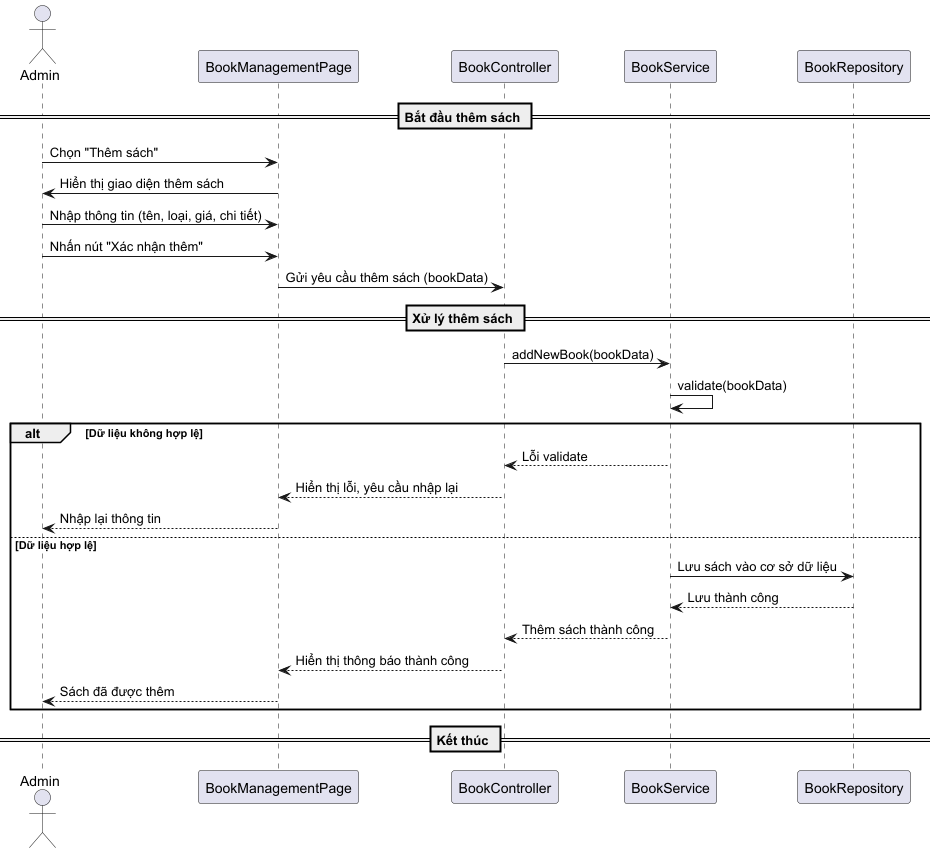 Admin
BookManagementPage
BookController
BookService
BookRepository
Bắt đầu thêm sách
Chọn "Thêm sách"
Hiển thị giao diện thêm sách
Nhập thông tin (tên, loại, giá, chi tiết)
Nhấn nút "Xác nhận thêm"
Gửi yêu cầu thêm sách (bookData)
Xử lý thêm sách
addNewBook(bookData)
validate(bookData)
alt
[Dữ liệu không hợp lệ]
Lỗi validate
Hiển thị lỗi, yêu cầu nhập lại
Nhập lại thông tin
[Dữ liệu hợp lệ]
Lưu sách vào cơ sở dữ liệu
Lưu thành công
Thêm sách thành công
Hiển thị thông báo thành công
Sách đã được thêm
Kết thúc
Admin
BookManagementPage
BookController
BookService
BookRepository